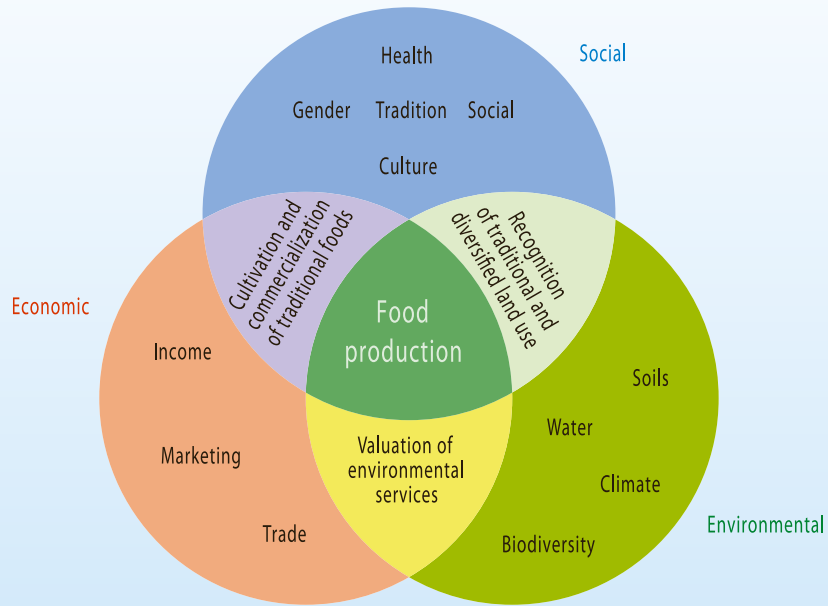 Social
Health
Gender Tradition Social
Culture
Cultivation and
commercialization
of traditional foods
Recognition
of traditional and
diversified land use
Economic
Food
production
Income
Marketing
Trade
Valuation of
environmental
services
Soils
Water
Climate
Biodiversity
Environmental